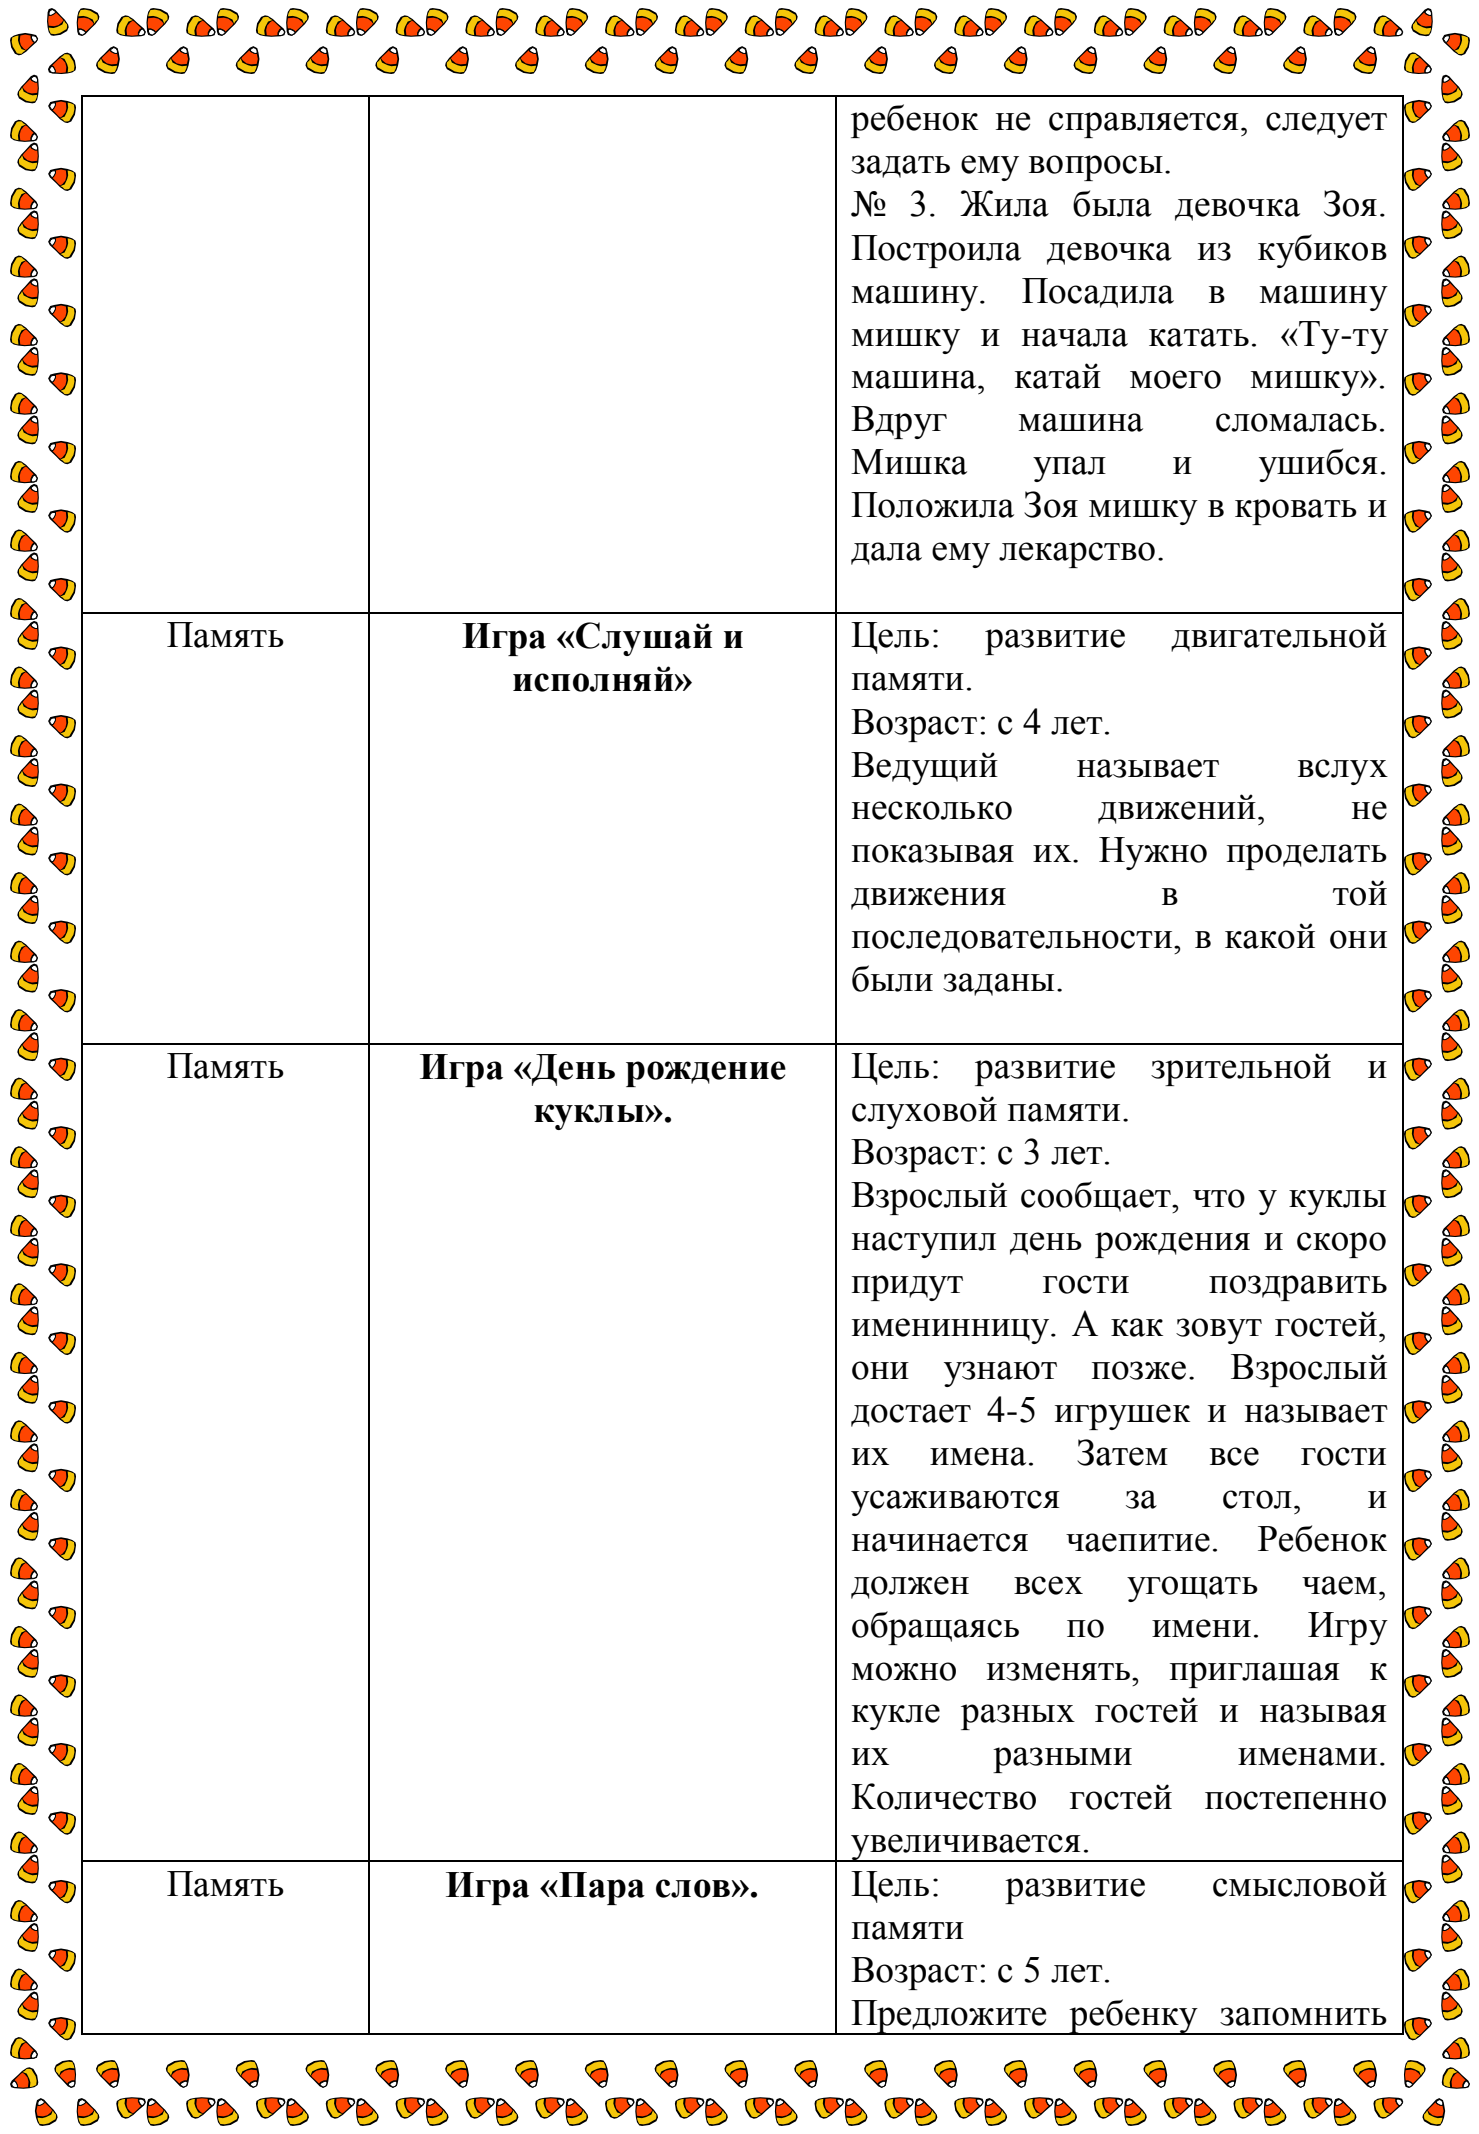 ребенок не справляется, следует
задать ему вопросы.
№ 3. Жила была девочка Зоя.
Построила девочка из кубиков
машину. Посадила в машину
мишку и начала катать. «Ту-ту
машина, катай моего мишку».
Вдруг машина сломалась.
Мишка упал и ушибся.
Положила Зоя мишку в кровать и
дала ему лекарство.
Память
Игра «Слушай и
исполняй»
Цель: развитие двигательной
памяти.
Возраст: с 4 лет.
Ведущий называет вслух
несколько движений, не
показывая их. Нужно проделать
движения в той
последовательности, в какой они
были заданы.
Память
Игра «День рождение
куклы».
Цель: развитие зрительной и
слуховой памяти.
Возраст: с 3 лет.
Взрослый сообщает, что у куклы
наступил день рождения и скоро
придут гости поздравить
именинницу. А как зовут гостей,
они узнают позже. Взрослый
достает 4-5 игрушек и называет
их имена. Затем все гости
усаживаются за стол, и
начинается чаепитие. Ребенок
должен всех угощать чаем,
обращаясь по имени. Игру
можно изменять, приглашая к
кукле разных гостей и называя
их разными именами.
Количество гостей постепенно
увеличивается.
Память
Игра «Пара слов».
Цель: развитие смысловой
памяти
Возраст: с 5 лет.
Предложите ребенку запомнить